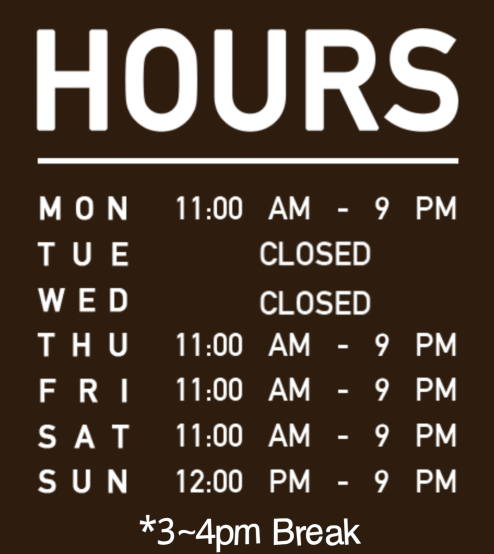 HOURS
MON 11:00 AM - 9 PM
TUE CLOSED
WED CLOSED
THU 11:00 AM - 9 PM
FRI 11:00 AM - 9 PM
SAT 11:00 AM - 9 PM
SUN 12:00 PM - 9 PM
*3~4pm Break